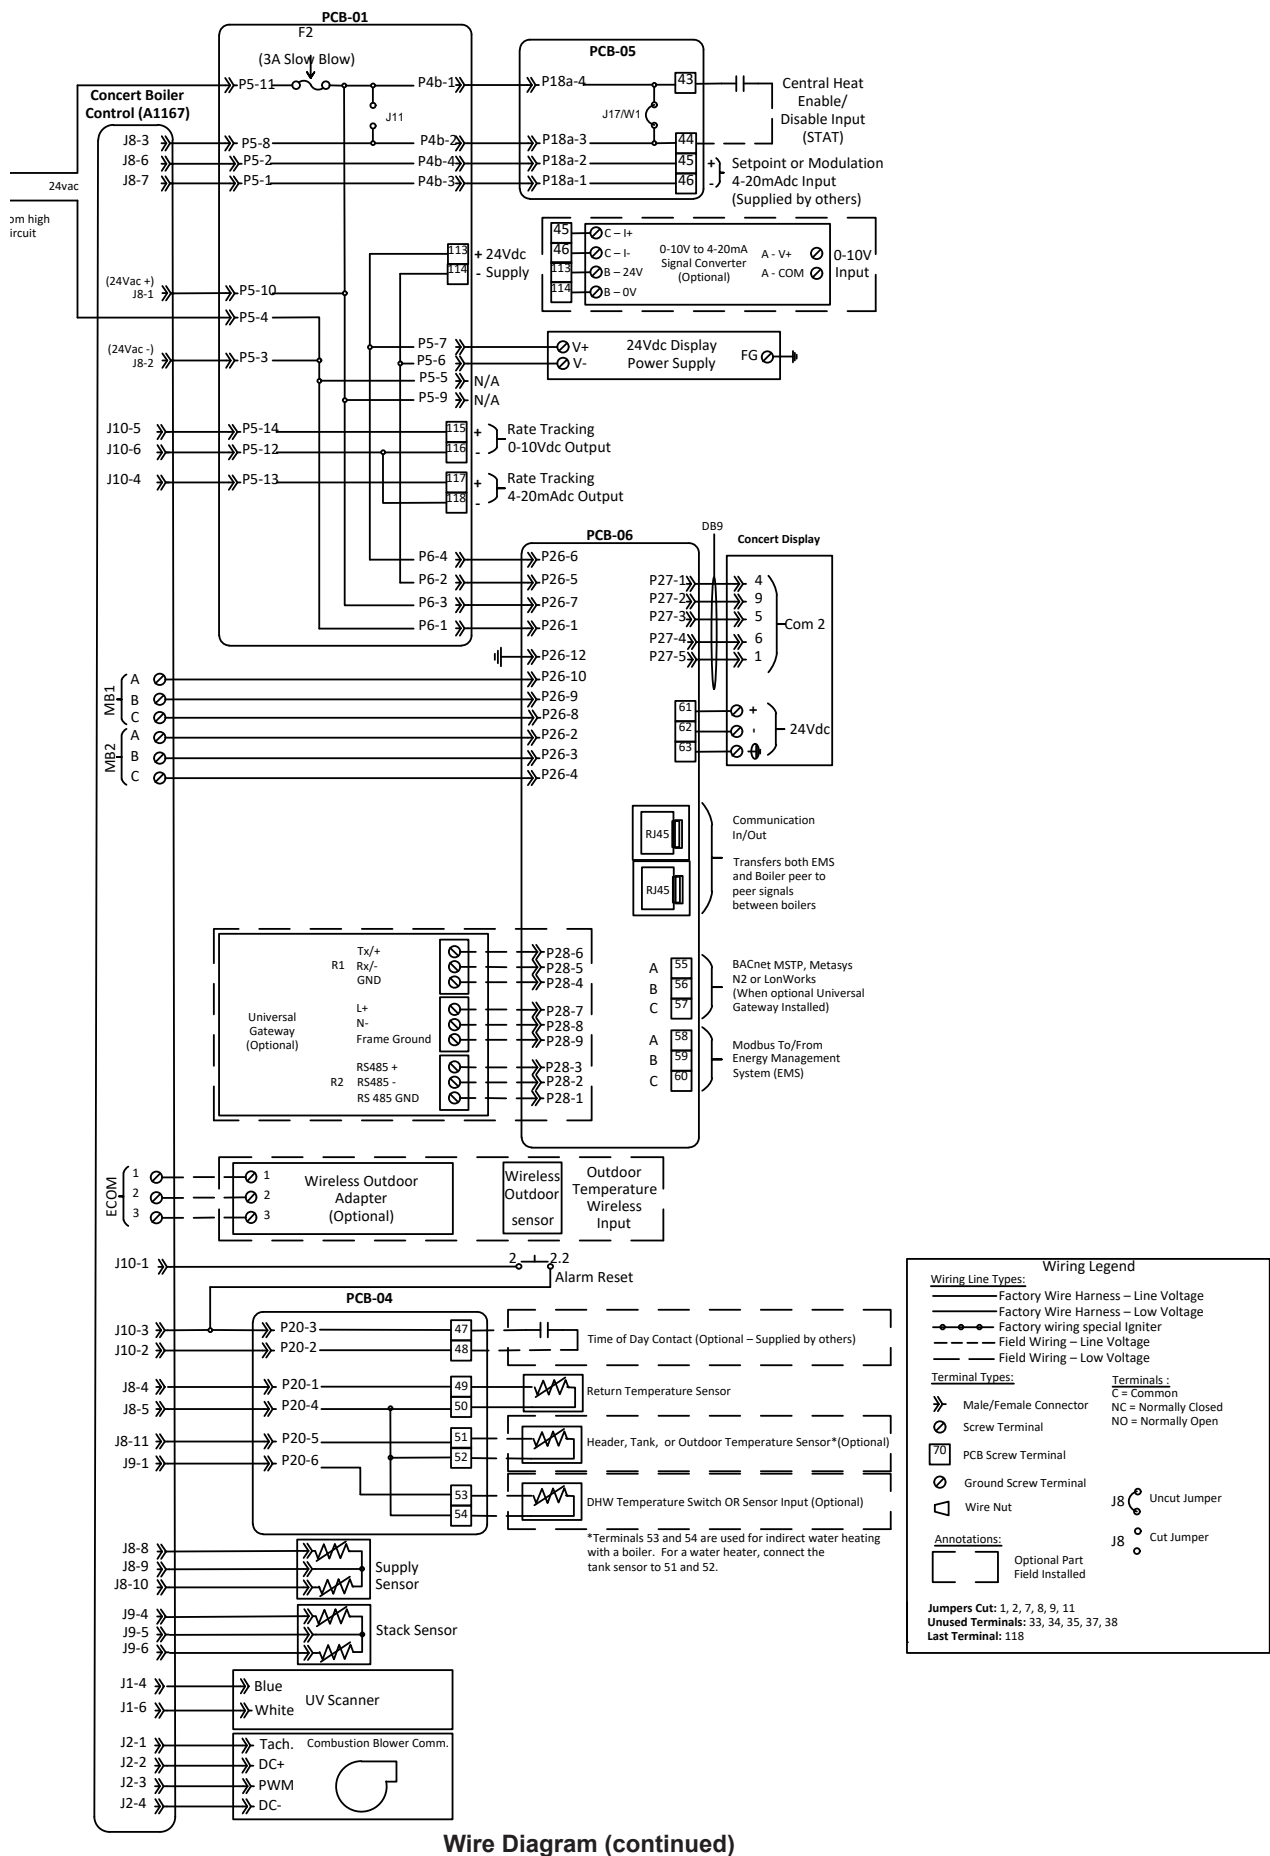 PCB-01
F2
(3A Slow Blow)
P5-11
P4b-1
J11
P5-8
P4b-2
P5-2
P4b-4
P5-1
P4b-3
Concert Boiler
Control (A1167)
J8-3
J8-6
J8-7
24vac
om high
ircuit
PCB-05
P18a-4
43
J17/W1
P18a-3
44
P18a-2
45
P18a-1
46
Central Heat
Enable/
Disable Input
(STAT)
+
-
Setpoint or Modulation
4-20mAdc Input
(Supplied by others)
113
+ 24Vdc
114
- Supply
45
C – I+
46
C – I-
113
B – 24V
114
B – 0V
0-10V to 4-20mA
Signal Converter
(Optional)
A - V+
A - COM
0-10V
Input
(24Vac +)
J8-1
P5-10
P5-4
(24Vac -)
J8-2
P5-3
P5-7
P5-6
P5-5
N/A
P5-9
N/A
V+
V-
24Vdc Display
Power Supply
FG
J10-5
P5-14
115
+
J10-6
P5-12
116
-
Rate Tracking
0-10Vdc Output
J10-4
P5-13
117
+
118
-
Rate Tracking
4-20mAdc Output
P6-4
P6-2
P6-3
P6-1
PCB-06
P26-6
P26-5
P26-7
P26-1
P26-12
P26-10
P26-9
P26-8
P26-2
P26-3
P26-4
MB1
A
B
C
MB2
A
B
C
DB9
Concert Display
P27-1
4
P27-2
9
P27-3
5
P27-4
6
P27-5
1
Com 2
61
+
62
-
63
24Vdc
RJ45
RJ45
Communication
In/Out
Transfers both EMS
and Boiler peer to
peer signals
between boilers
Universal
Gateway
(Optional)
R1
Tx/+
Rx/-
GND
L+
N-
Frame Ground
R2
RS485 +
RS485 -
RS 485 GND
P28-6
P28-5
P28-4
P28-7
P28-8
P28-9
P28-3
P28-2
P28-1
A
55
B
56
C
57
BACnet MSTP, Metasys
N2 or LonWorks
(When optional Universal
Gateway Installed)
A
58
B
59
C
60
Modbus To/From
Energy Management
System (EMS)
ECOM
1
2
3
1
2
3
Wireless Outdoor
Adapter
(Optional)
Wireless
Outdoor
sensor
Outdoor
Temperature
Wireless
Input
J10-1
2
2.2
Alarm Reset
PCB-04
J10-3
P20-3
47
J10-2
P20-2
48
Time of Day Contact (Optional – Supplied by others)
J8-4
P20-1
49
J8-5
P20-4
50
Return Temperature Sensor
J8-11
P20-5
51
J9-1
P20-6
52
Header, Tank, or Outdoor Temperature Sensor*(Optional)
53
54
DHW Temperature Switch OR Sensor Input (Optional)
*Terminals 53 and 54 are used for indirect water heating
with a boiler. For a water heater, connect the
tank sensor to 51 and 52.
J8-8
J8-9
J8-10
Supply
Sensor
J9-4
J9-5
J9-6
Stack Sensor
J1-4
Blue
J1-6
White
UV Scanner
J2-1
Tach.
J2-2
DC+
J2-3
PWM
J2-4
DC-
Combustion Blower Comm.
Wiring Legend
Wiring Line Types:
Factory Wire Harness – Line Voltage
Factory Wire Harness – Low Voltage
Factory wiring special Igniter
Field Wiring – Line Voltage
Field Wiring – Low Voltage
Terminal Types:
Male/Female Connector
Screw Terminal
70
PCB Screw Terminal
Ground Screw Terminal
Wire Nut
Terminals :
C = Common
NC = Normally Closed
NO = Normally Open
J8
Uncut Jumper
J8
Cut Jumper
Annotations:
Optional Part
Field Installed
Jumpers Cut: 1, 2, 7, 8, 9, 11
Unused Terminals: 33, 34, 35, 37, 38
Last Terminal: 118
Wire Diagram (continued)